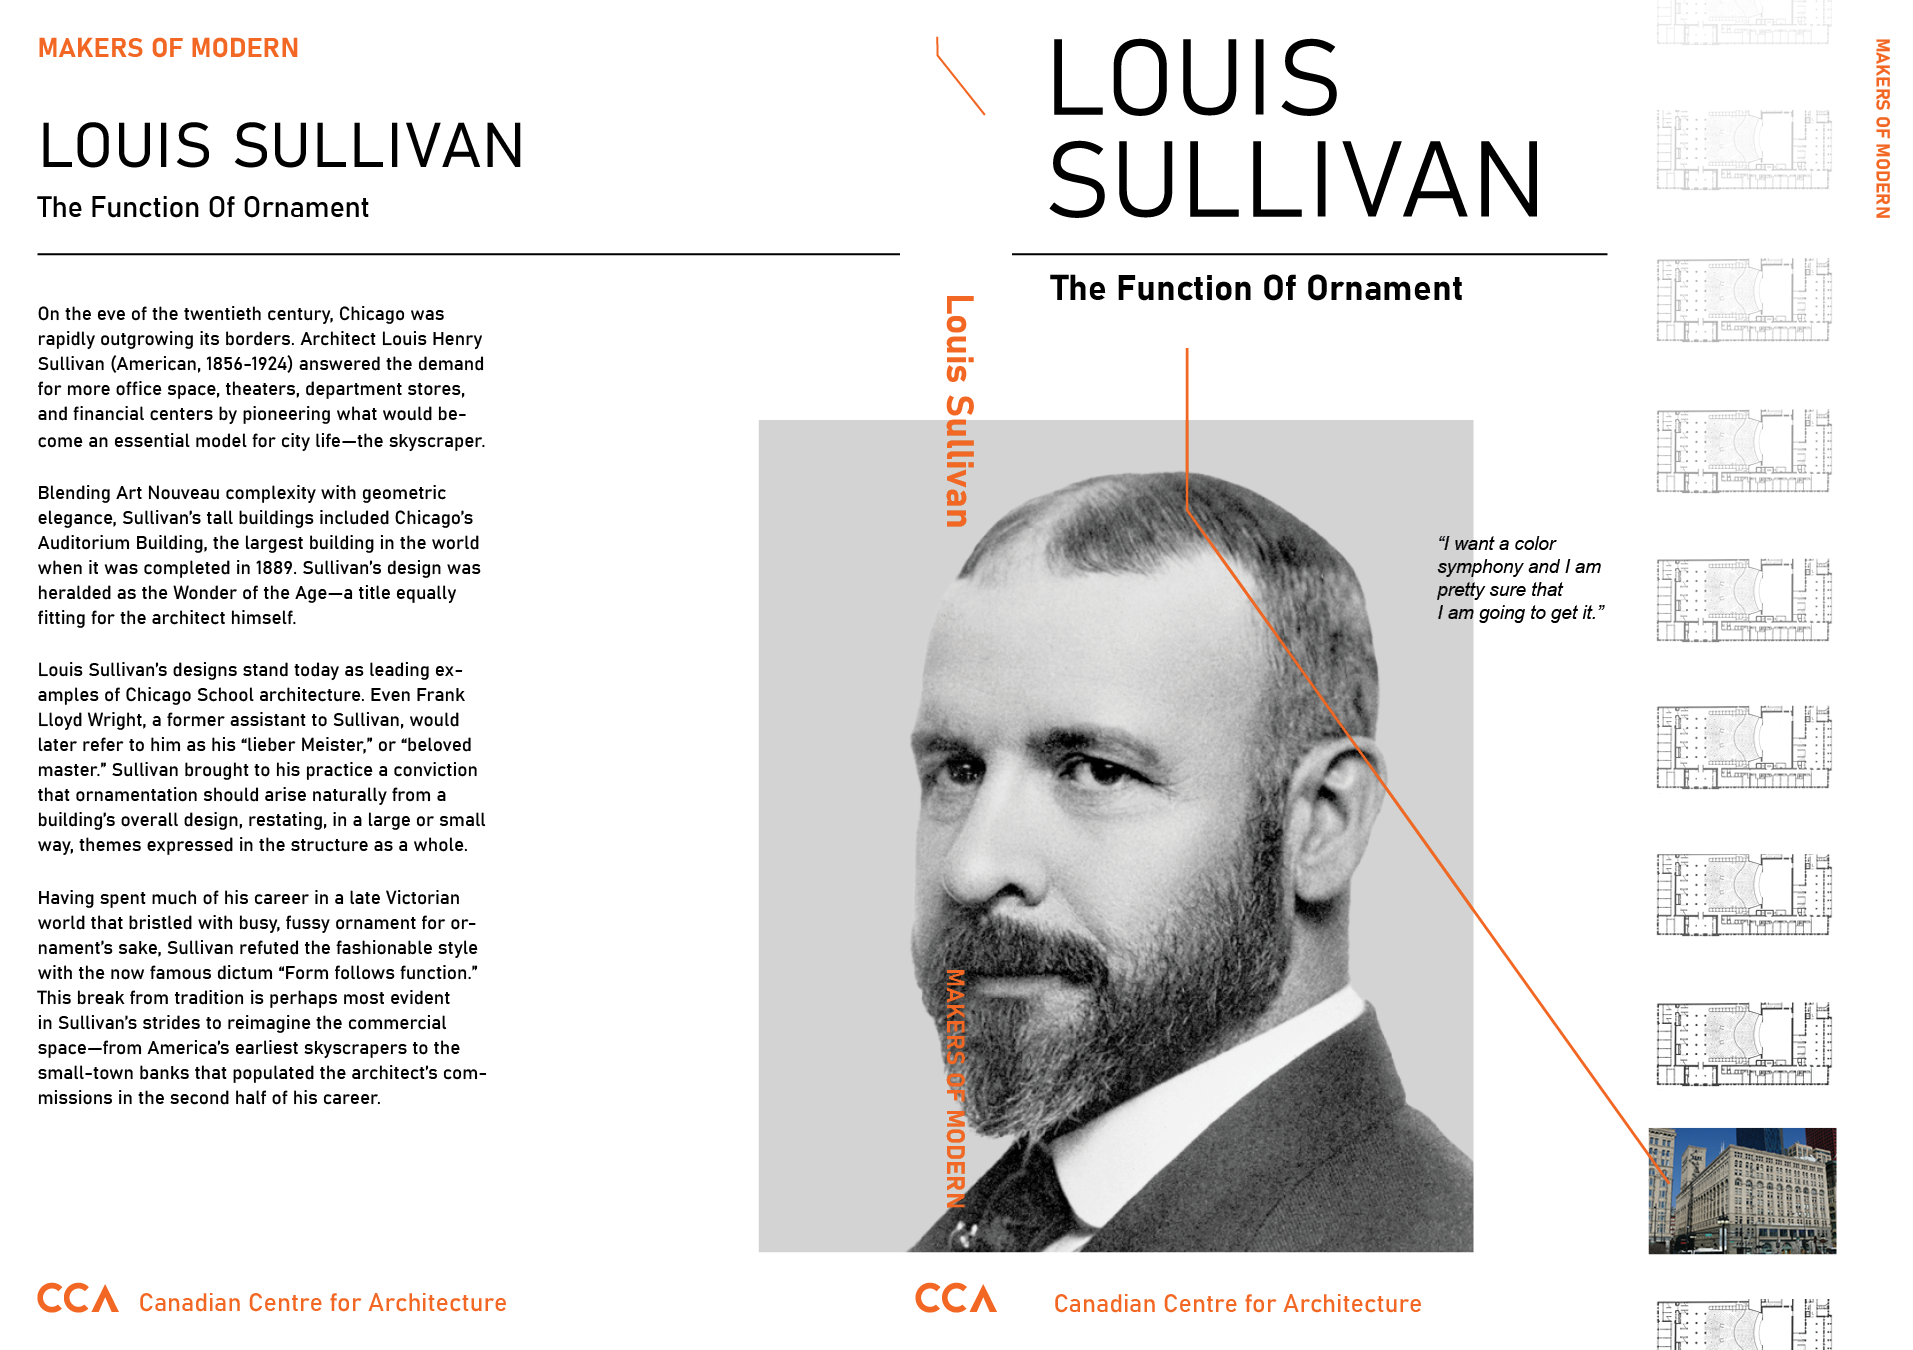 MAKERS OF MODERN
LOUIS SULLIVAN
The Function Of Ornament
On the eve of the twentieth century, Chicago was
rapidly outgrowing its borders. Architect Louis Henry
Sullivan (American, 1856-1924) answered the demand
for more office space, theaters, department stores,
and financial centers by pioneering what would be-
come an essential model for city life—the skyscraper.
Blending Art Nouveau complexity with geometric
elegance, Sullivan’s tall buildings included Chicago’s
Auditorium Building, the largest building in the world
when it was completed in 1889. Sullivan’s design was
heralded as the Wonder of the Age—a title equally
fitting for the architect himself.
Louis Sullivan’s designs stand today as leading ex-
amples of Chicago School architecture. Even Frank
Lloyd Wright, a former assistant to Sullivan, would
later refer to him as his “lieber Meister,” or “beloved
master.” Sullivan brought to his practice a conviction
that ornamentation should arise naturally from a
building’s overall design, restating, in a large or small
way, themes expressed in the structure as a whole.
Having spent much of his career in a late Victorian
world that bristled with busy, fussy ornament for or-
nament’s sake, Sullivan refuted the fashionable style
with the now famous dictum “Form follows function.”
This break from tradition is perhaps most evident
in Sullivan’s strides to reimagine the commercial
space—from America’s earliest skyscrapers to the
small-town banks that populated the architect’s com-
missions in the second half of his career.
CCA Canadian Centre for Architecture
Louis Sullivan
MAKERS OF MODERN
CCA
LOUIS
SULLIVAN
The Function Of Ornament
“I want a color
symphony and I am
pretty sure that
I am going to get it.”
Canadian Centre for Architecture
MAKERS OF MODERN